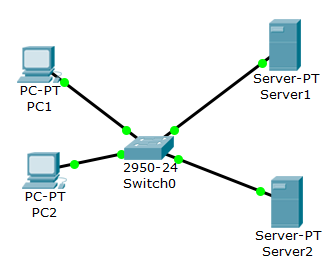 PC-PT
PC1
Server-PT
Server1
2950-24
Switch0
PC-PT
PC2
Server-PT
Server2